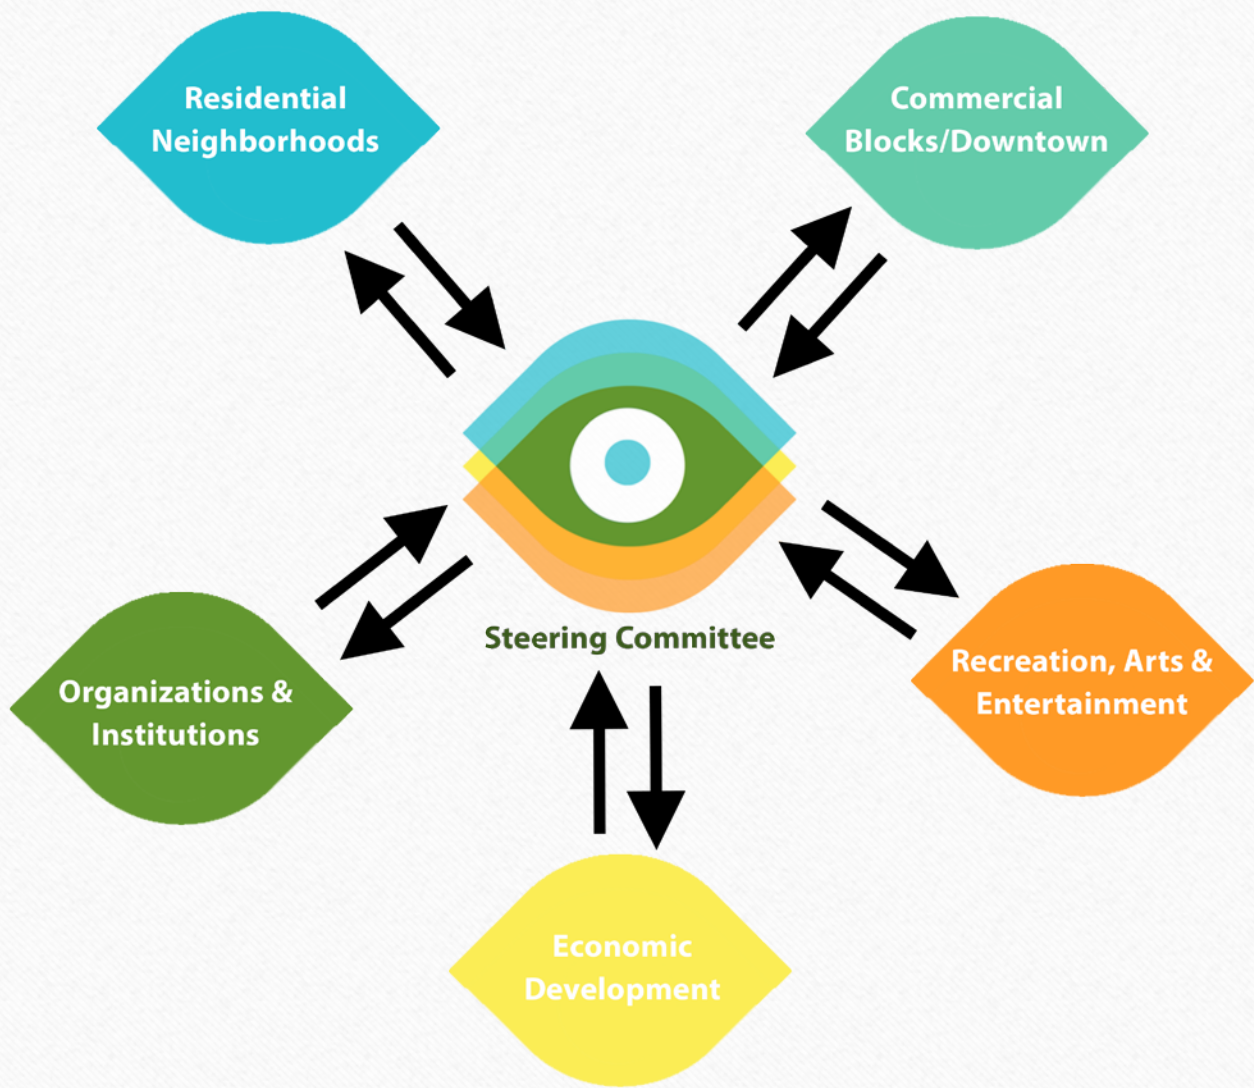 Residential
Neighborhoods
Commercial
Blocks/Downtown
Steering Committee
Organizations &
Institutions
Recreation, Arts &
Entertainment
Economic
Development